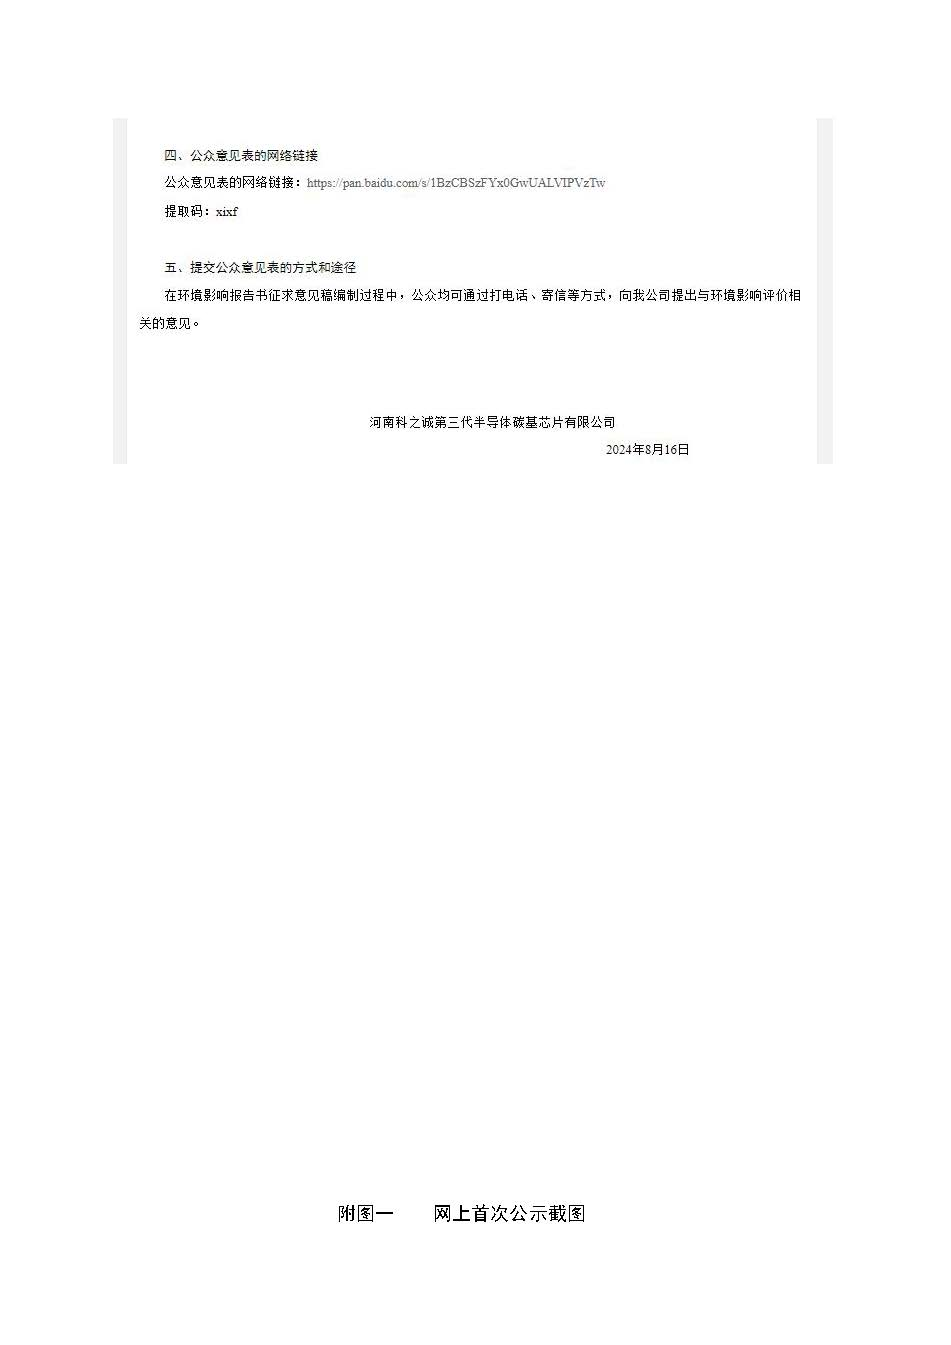 四、公众意见表的网络链接
公众意见表的网络链接：https://pan.baidu.com/s/1BzCBSzFYx0GwUALVIPVzTw
提取码：xixf
五、提交公众意见表的方式和途径
在环境影响报告书征求意见稿编制过程中，公众均可通过打电话、寄信等方式，向我公司提出与环境影响评价相
关的意见。
河南科之诚第三代半导体碳基芯片有限公司
2024年8月16日
附图一 网上首次公示截图